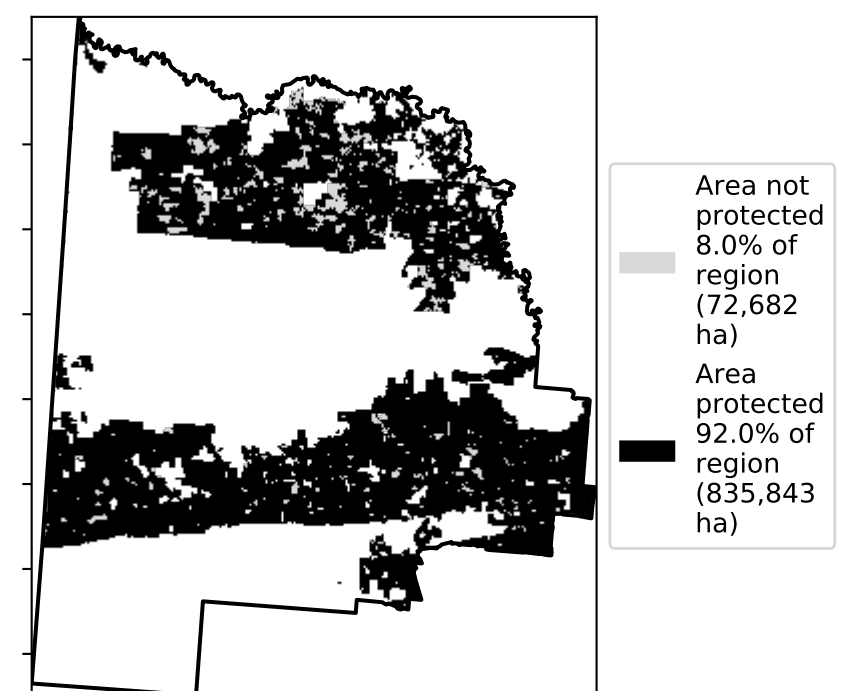 Area not
protected
8.0% of
region
(72,682
ha)
Area
protected
92.0% of
region
(835,843
ha)